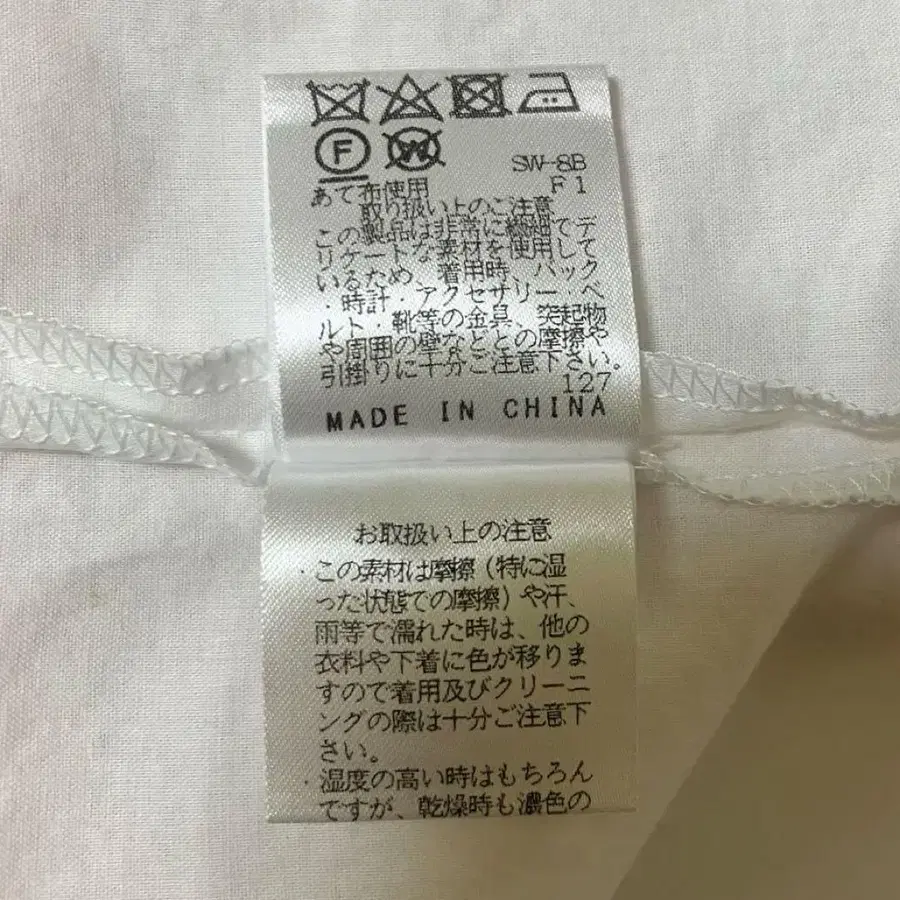 F W
SW-8B
あて布使用 F1
取り扱い上のご注意
この製品は非常に繊細でデ
リケートな素材を使用して
いるため、着用時、バック
・時計・アクセサリー・ベ
ルト・靴等の金具、突起物
や周囲の壁などとの摩擦や
引掛りに十分ご注意下さい。
127
MADE IN CHINA
お取扱い上の注意
・この素材は摩擦（特に湿
った状態での摩擦）や汗、
雨等で濡れた時は、他の
衣料や下着に色が移りま
すので着用及びクリーニ
ングの際は十分ご注意下
さい。
・湿度の高い時はもちろん
ですが、乾燥時も濃色の